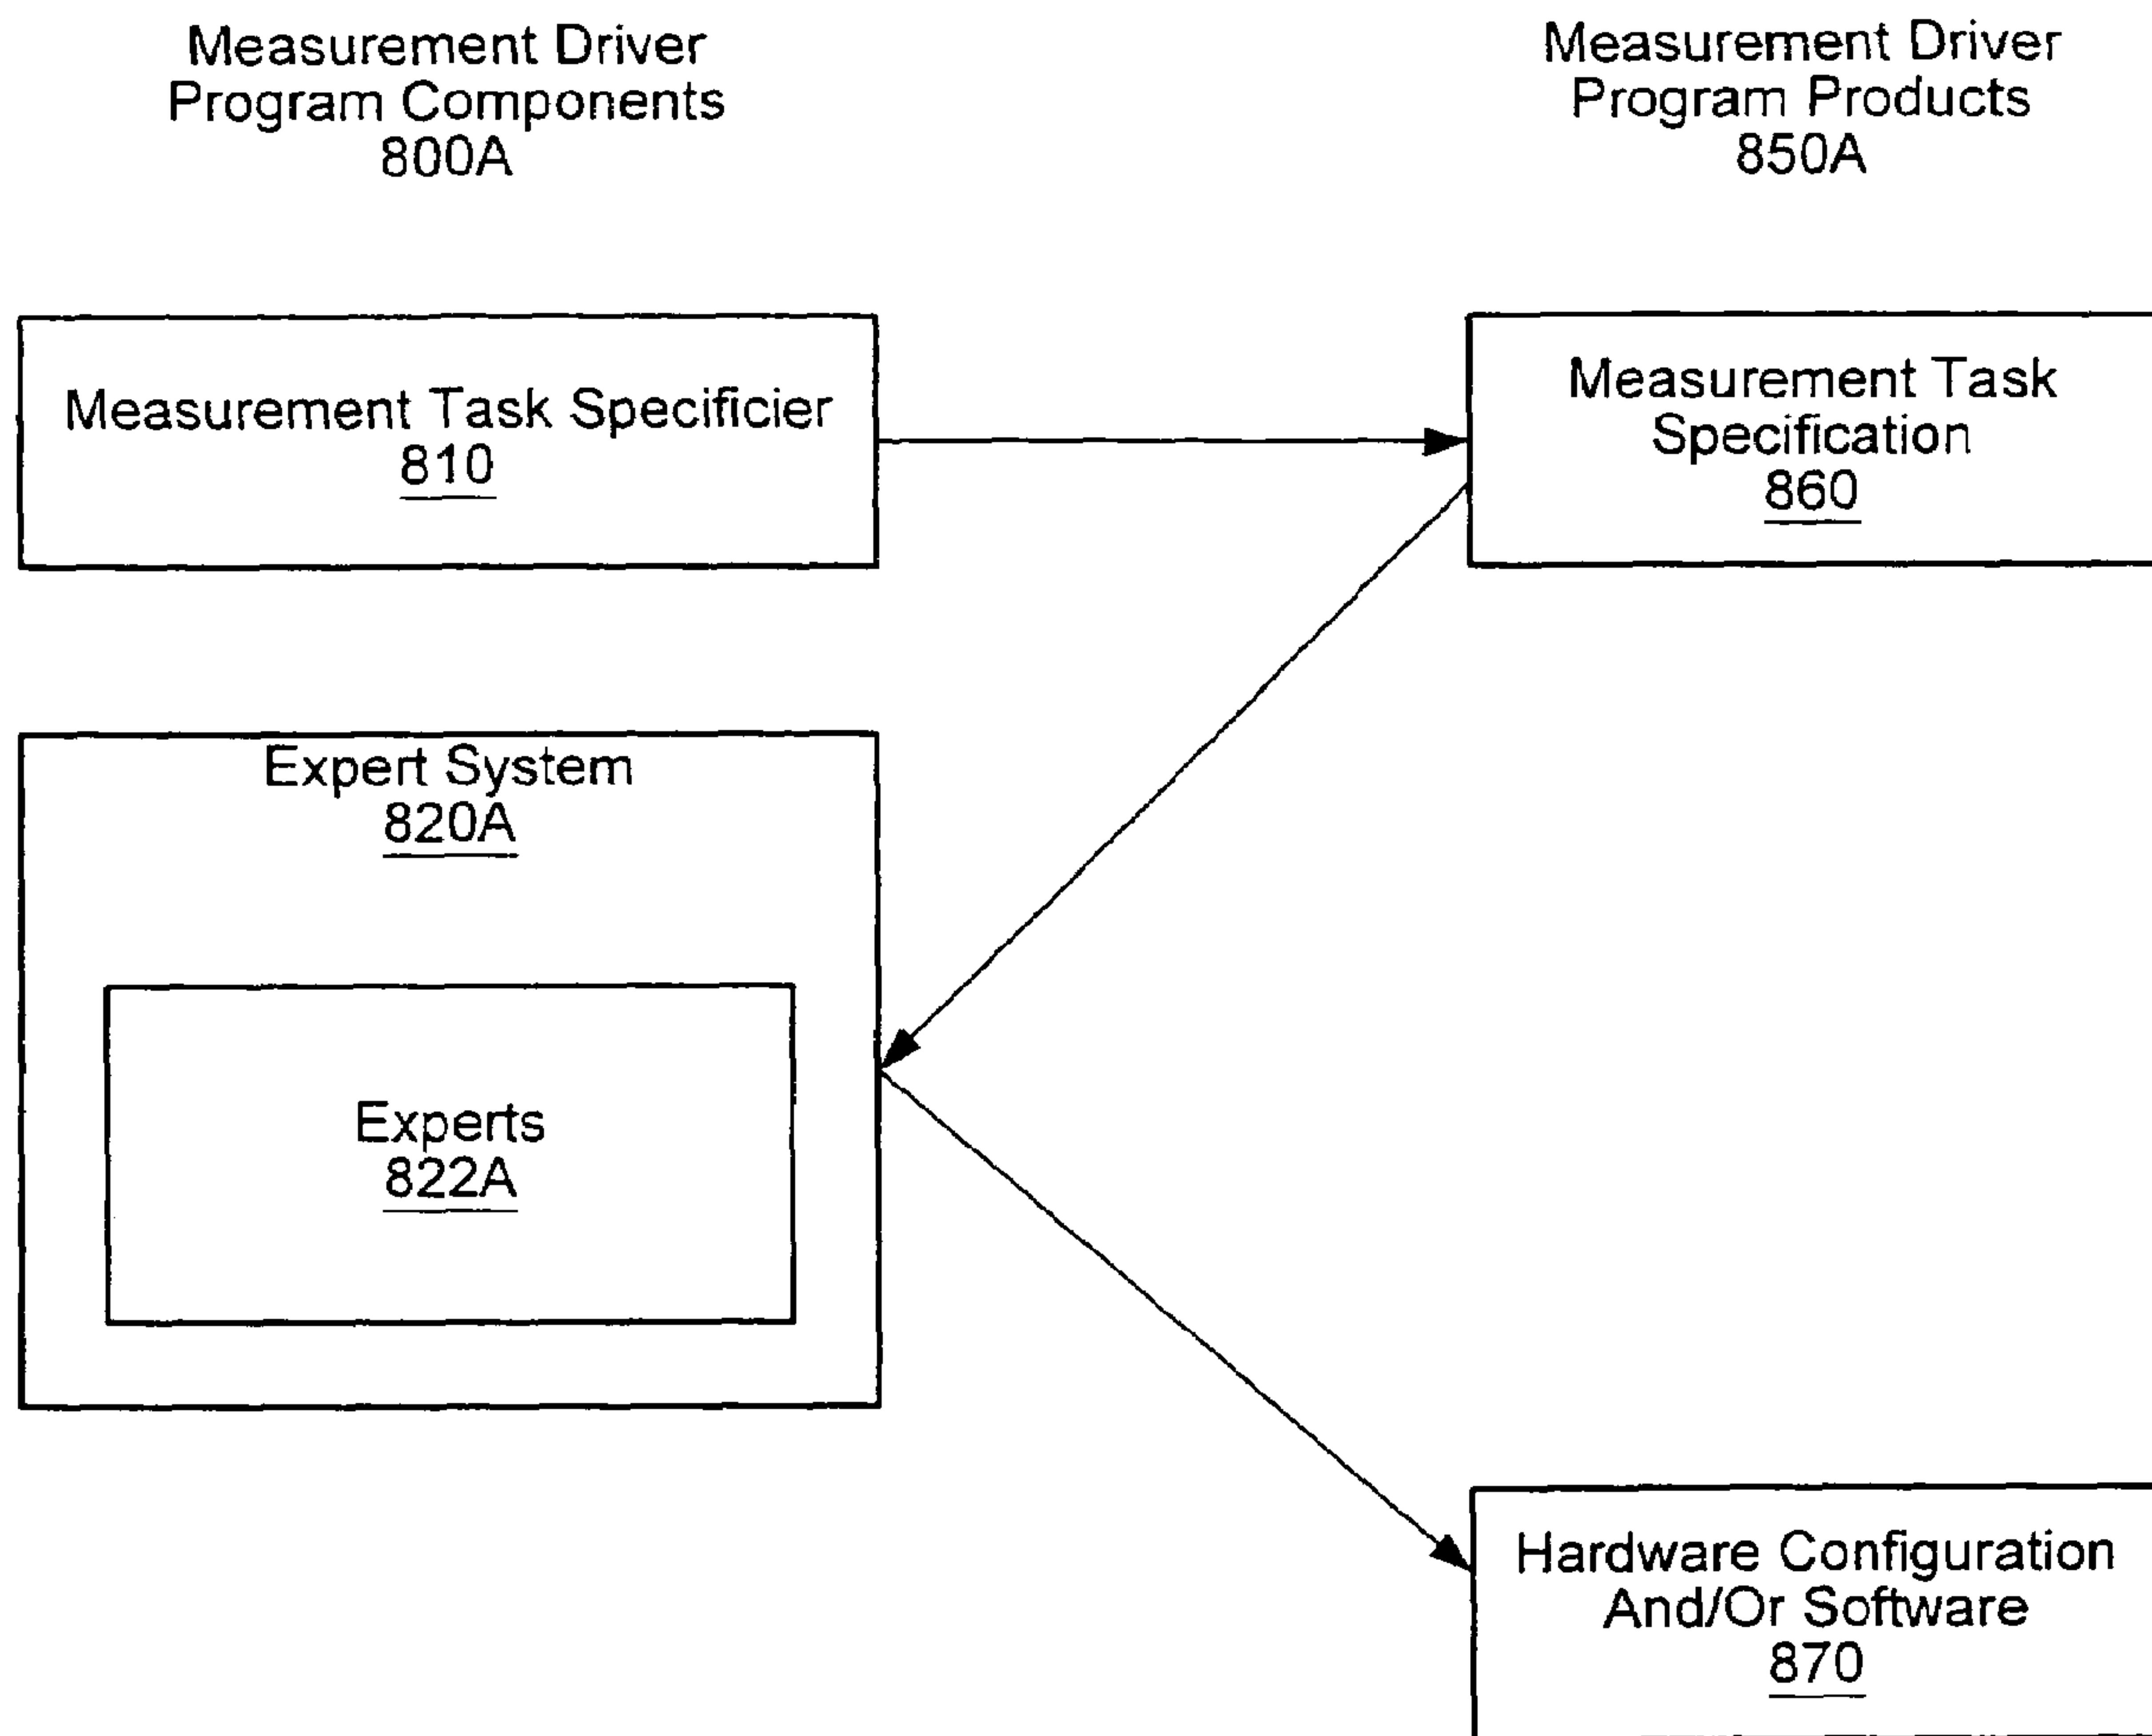 Measurement Driver
Program Components
800A
Measurement Driver
Program Products
850A
Measurement Task Specificier
810
Measurement Task
Specification
860
Expert System
820A
Experts
822A
Hardware Configuration
And/Or Software
870